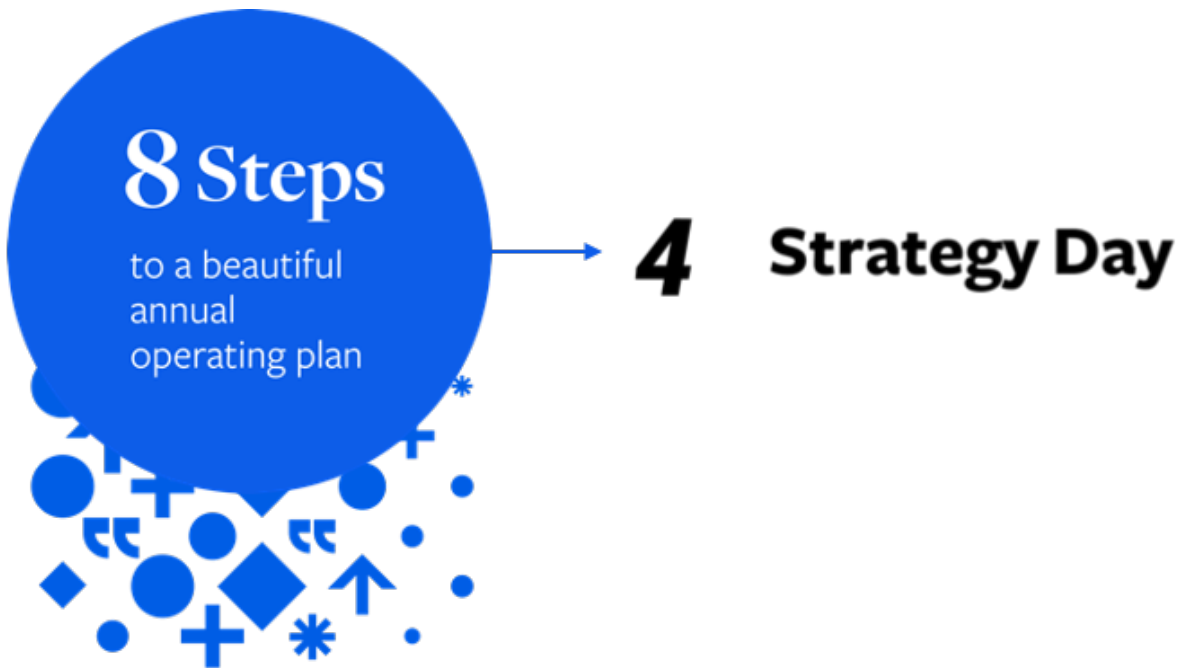 8 Steps
to a beautiful
annual
operating plan
4 Strategy Day